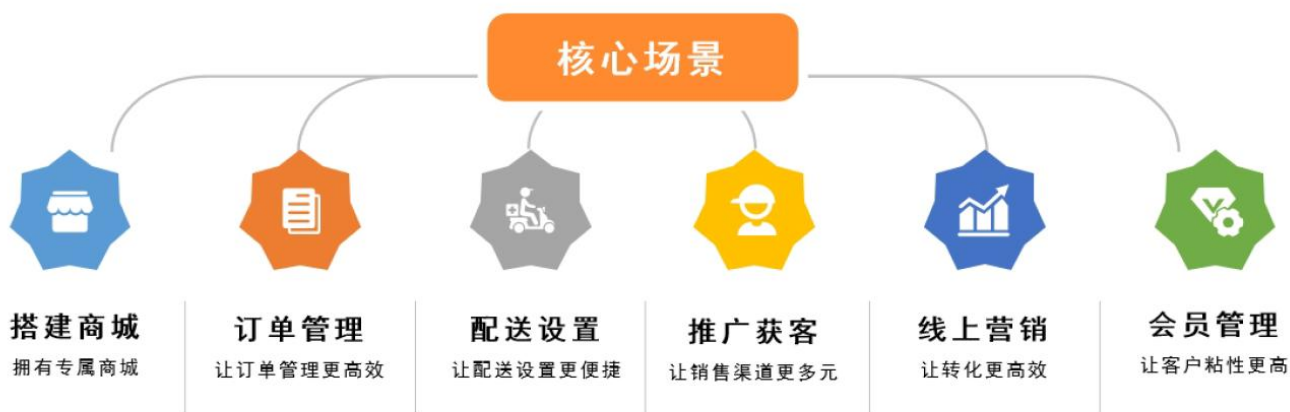 核心场景
搭建商城
拥有专属商城
订单管理
让订单管理更高效
配送设置
让配送设置更便捷
推广获客
让销售渠道更多元
线上营销
让转化更高效
会员管理
让客户粘性更高